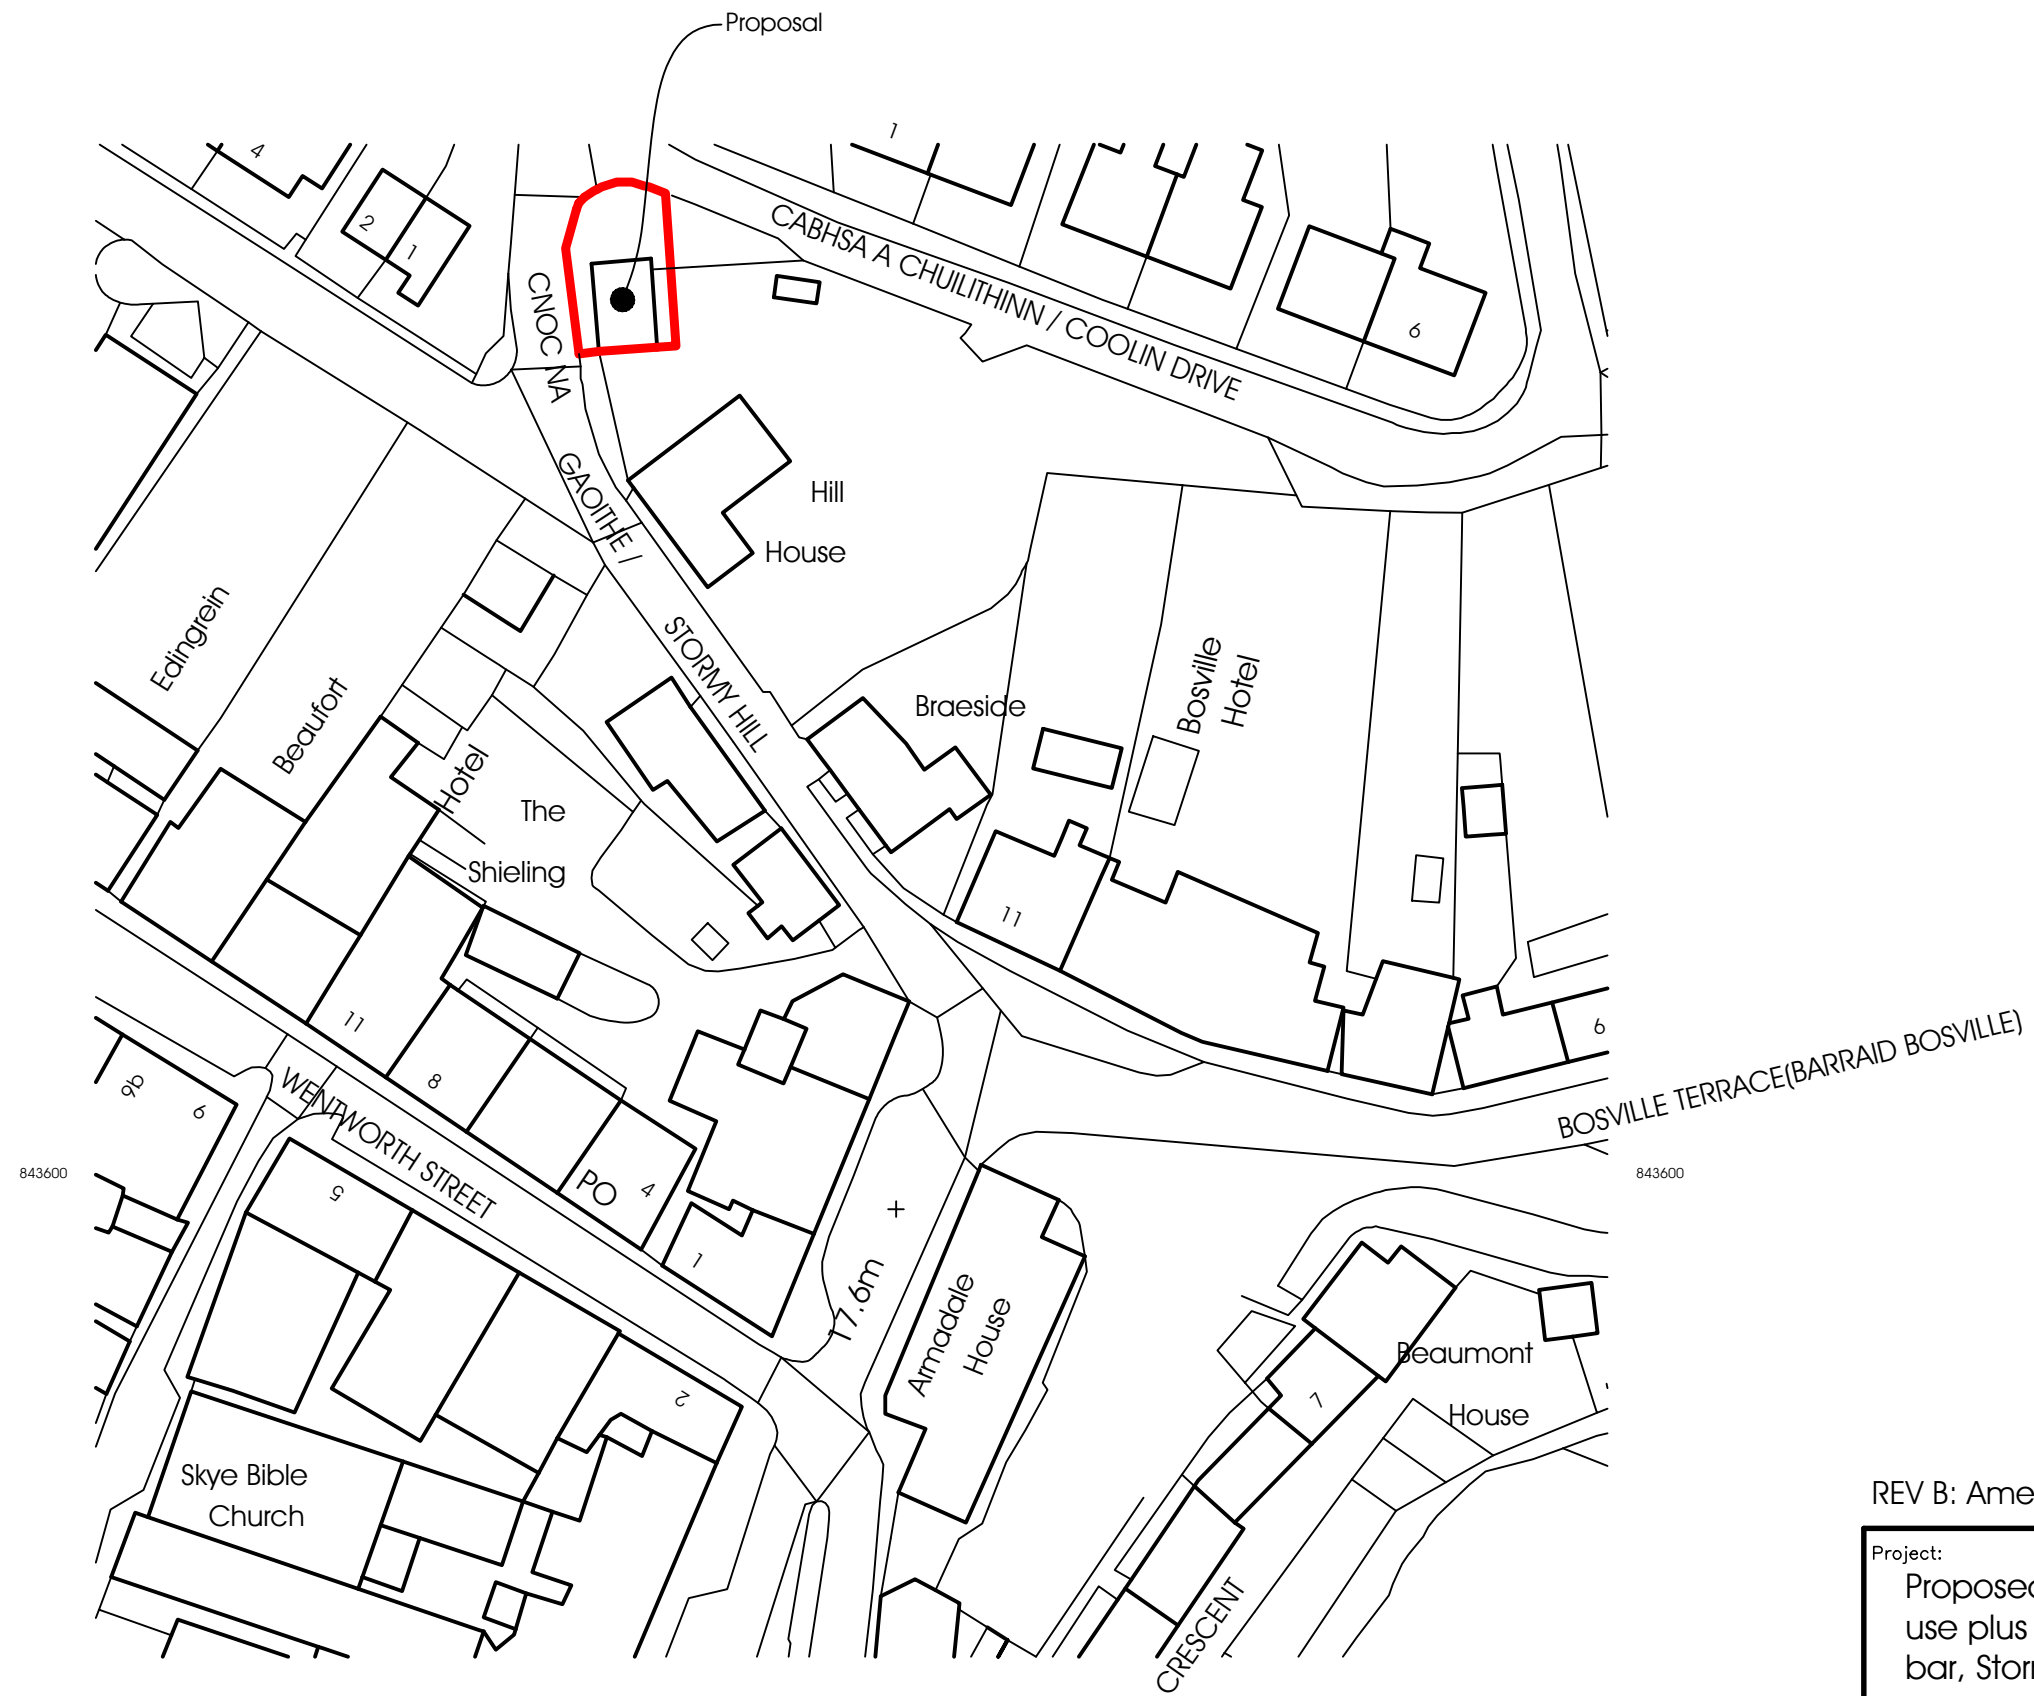 Proposal
4
2
1
1
CABHSA A CHUILITHINN / COOLIN DRIVE
6
CNOC NA GAOITHE / STORMY HILL
Hill
House
Edingrein
Beaufort
Hotel
The
Shieling
Braeside
Bosville
Hotel
11
11
8
6
9b
6
WENTWORTH STREET
BOSVILLE TERRACE(BARRAID BOSVILLE)
843600
843600
5
PO
4
1
17.6m
Armadale
House
2
7
Beaumont
House
Skye Bible
Church
CRESCENT
REV B: Ame
Project:
Proposed
use plus
bar, Storm